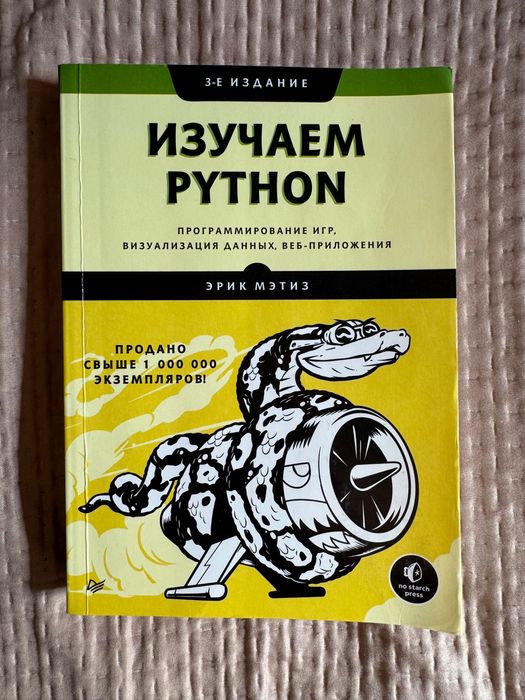 3-Е ИЗДАНИЕ
ИЗУЧАЕМ
PYTHON
ПРОГРАММИРОВАНИЕ ИГР,
ВИЗУАЛИЗАЦИЯ ДАННЫХ, ВЕБ-ПРИЛОЖЕНИЯ
ЭРИК МЭТИЗ
ПРОДАНО
СВЫШЕ 1 000 000
ЭКЗЕМПЛЯРОВ!
no starch
press